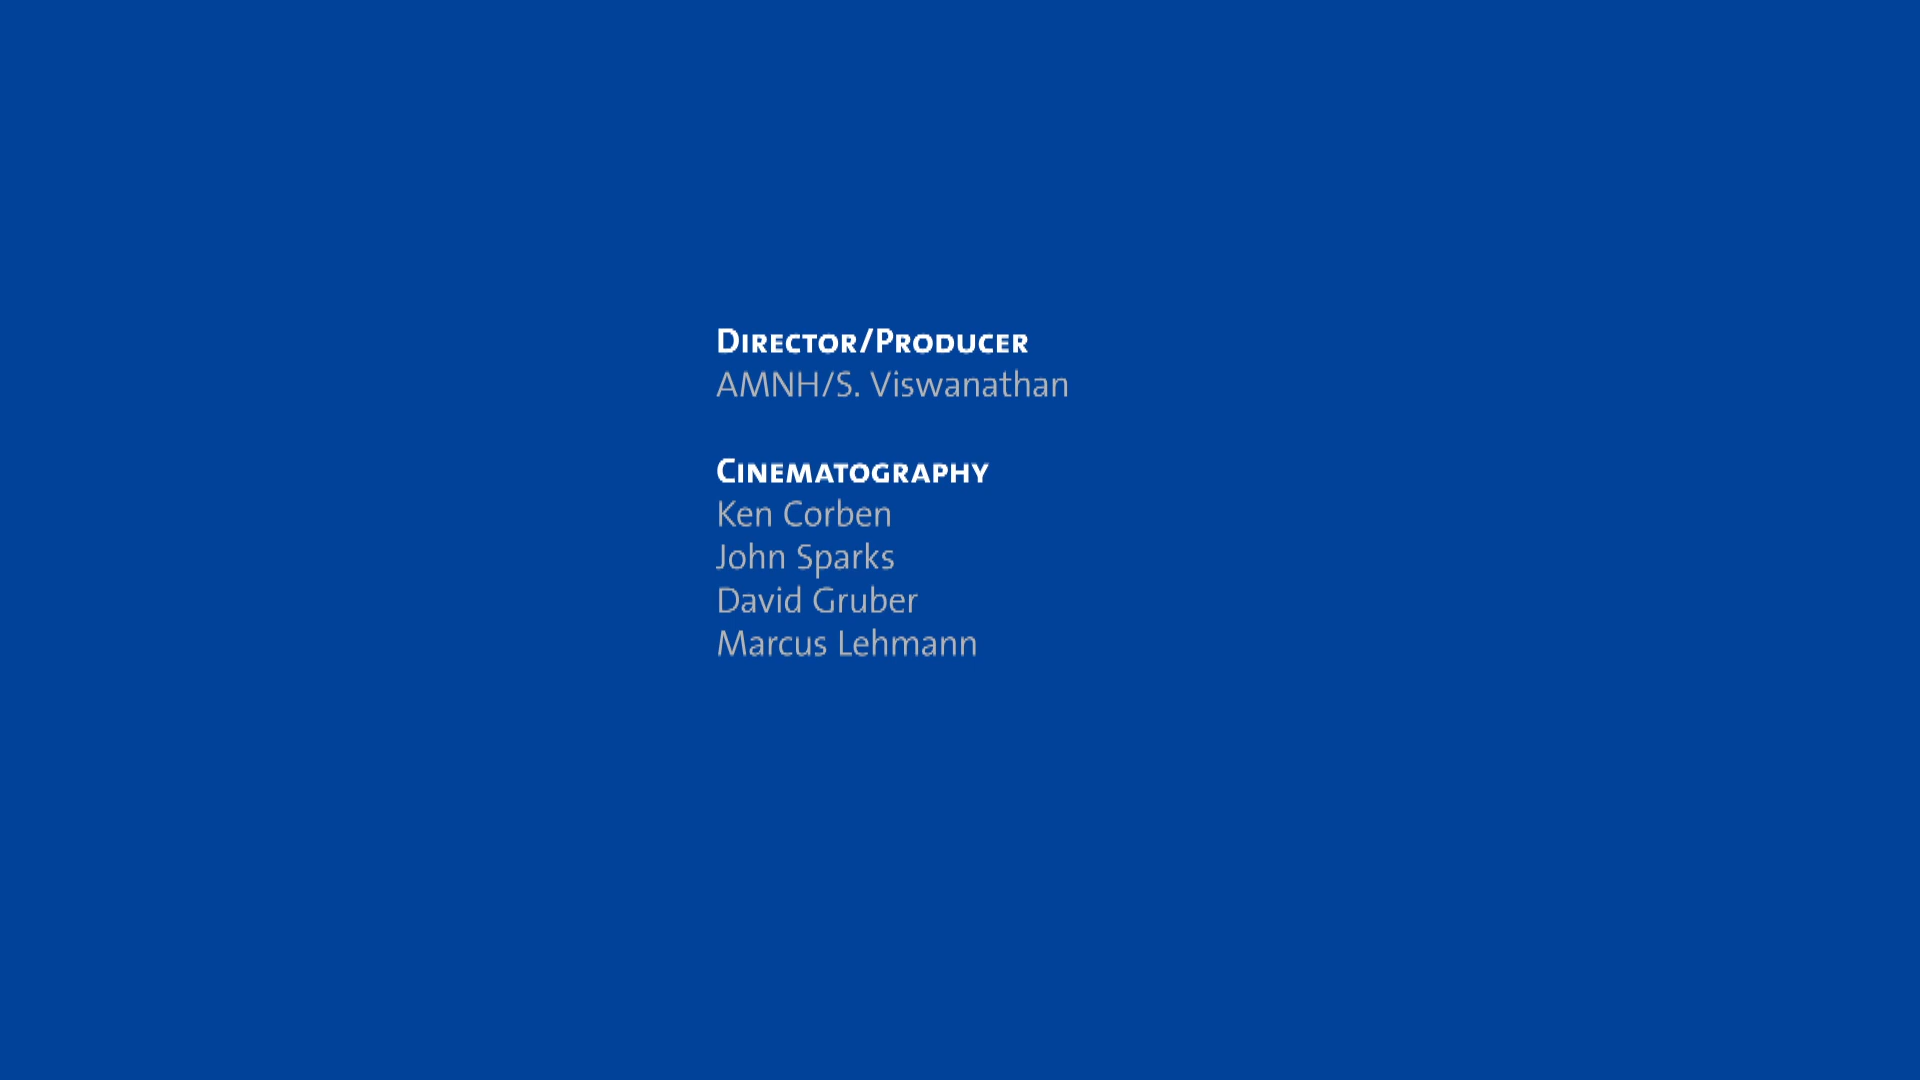 Director/Producer
AMNH/S. Viswanathan
Cinematography
Ken Corben
John Sparks
David Gruber
Marcus Lehmann